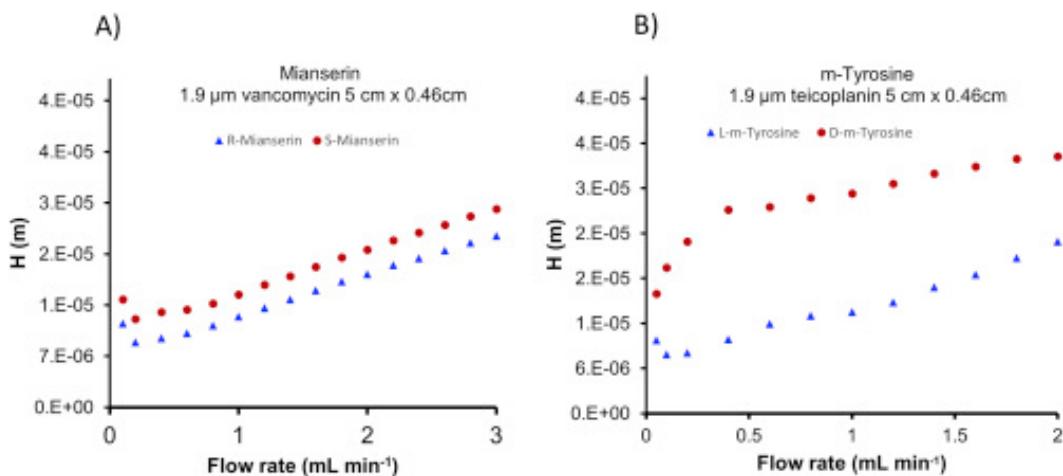 A)
Mianserin
1.9 µm vancomycin 5 cm x 0.46cm
R-Mianserin S-Mianserin
4.E-05
4.E-05
3.E-05
2.E-05
1.E-05
7.E-06
0.E+00
H (m)
0 1 2 3
Flow rate (mL min⁻¹)
B)
m-Tyrosine
1.9 µm teicoplanin 5 cm x 0.46cm
L-m-Tyrosine D-m-Tyrosine
4.E-05
4.E-05
3.E-05
2.E-05
2.E-05
1.E-05
6.E-06
0.E+00
H (m)
0 0.5 1 1.5 2
Flow rate (mL min⁻¹)